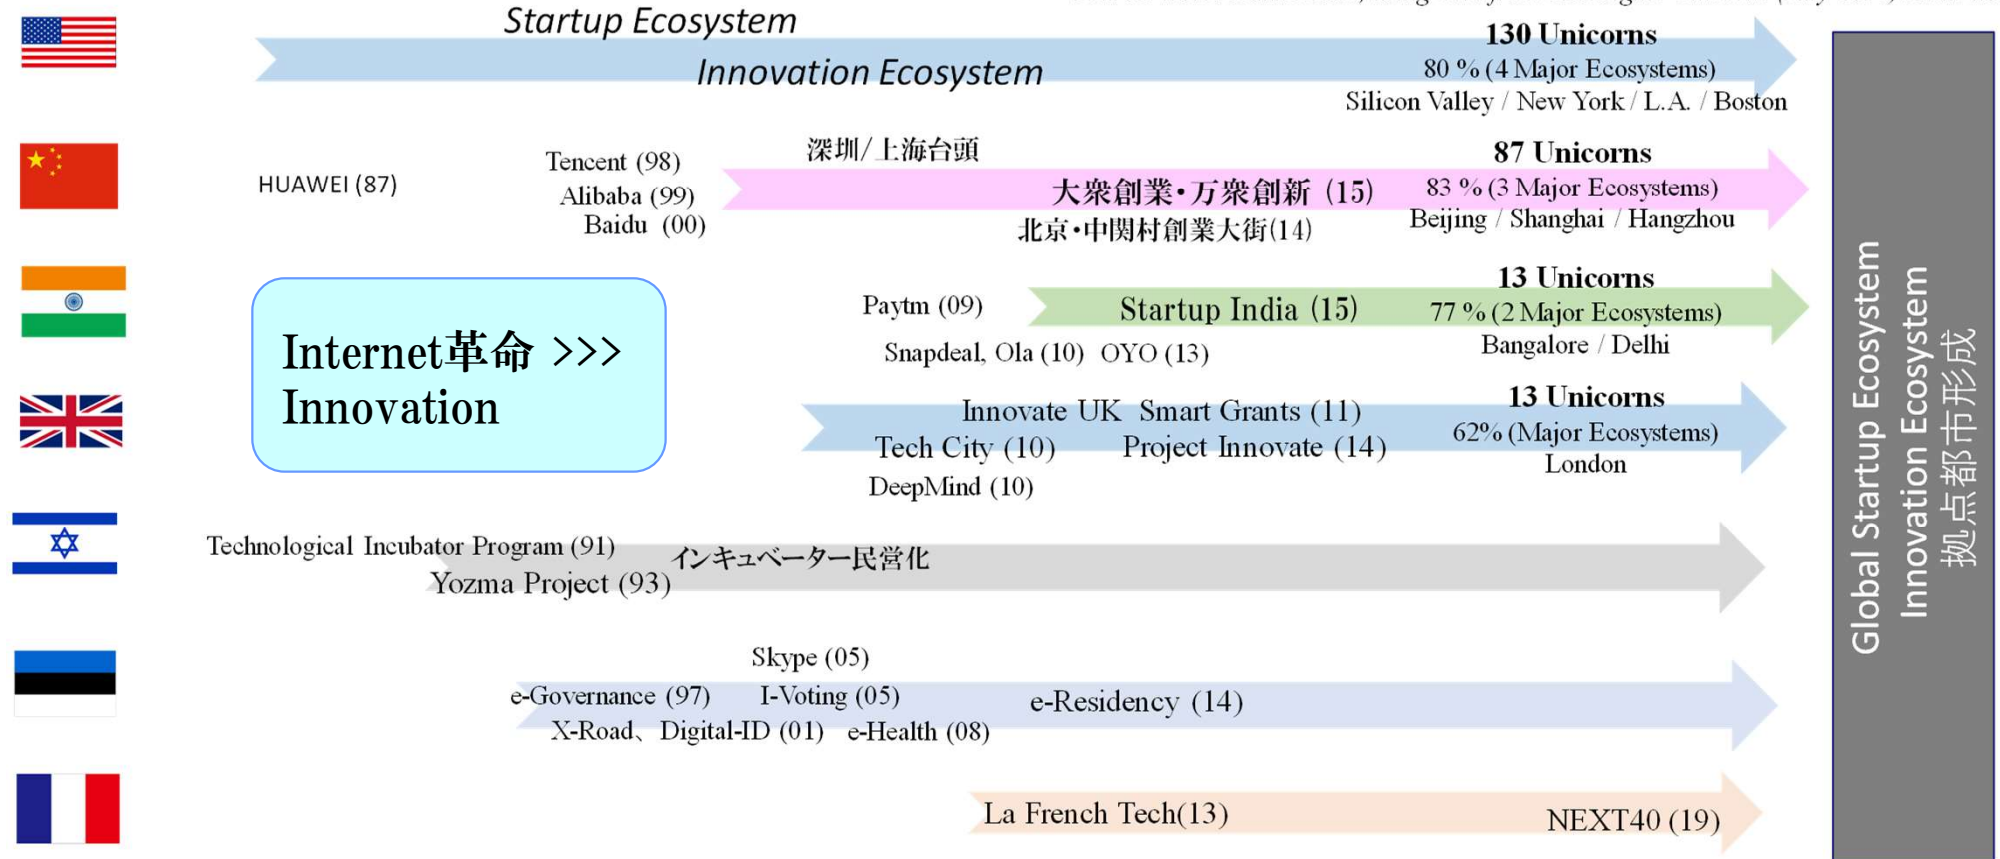 Startup Ecosystem
Innovation Ecosystem
130 Unicorns
80 % (4 Major Ecosystems)
Silicon Valley / New York / L.A. / Boston
HUAWEI (87)
Tencent (98)
Alibaba (99)
Baidu (00)
深圳/上海台頭
大衆創業・万衆創新 (15)
北京・中関村創業大街(14)
87 Unicorns
83 % (3 Major Ecosystems)
Beijing / Shanghai / Hangzhou
Internet革命 >>>
Innovation
Paytm (09)
Startup India (15)
Snapdeal, Ola (10) OYO (13)
13 Unicorns
77 % (2 Major Ecosystems)
Bangalore / Delhi
Innovate UK Smart Grants (11)
Tech City (10) Project Innovate (14)
DeepMind (10)
13 Unicorns
62% (Major Ecosystems)
London
Technological Incubator Program (91)
Yozma Project (93)
インキュベーター民営化
Skype (05)
e-Governance (97) I-Voting (05)
e-Residency (14)
X-Road、Digital-ID (01) e-Health (08)
La French Tech(13)
NEXT40 (19)
Global Startup Ecosystem
Innovation Ecosystem
拠点都市形成